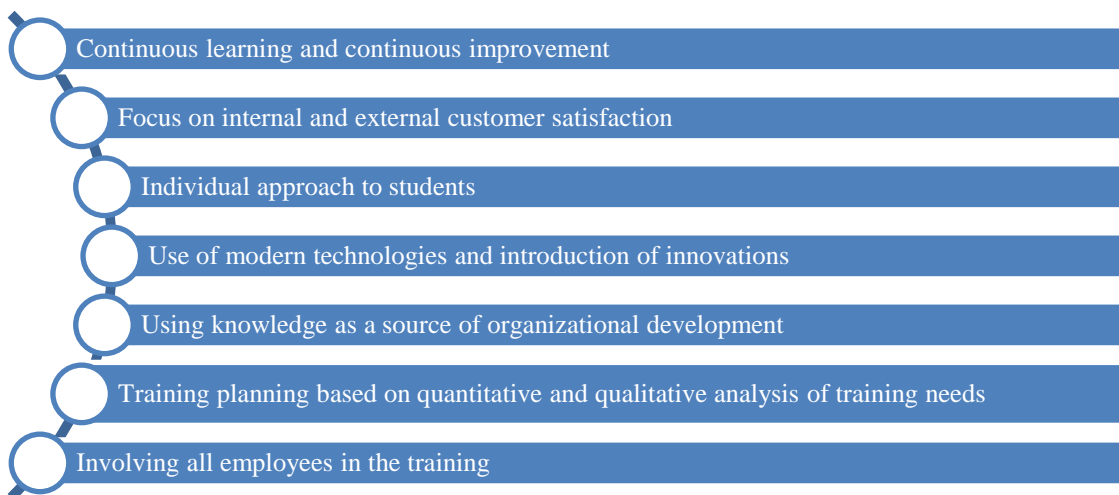 Continuous learning and continuous improvement
Focus on internal and external customer satisfaction
Individual approach to students
Use of modern technologies and introduction of innovations
Using knowledge as a source of organizational development
Training planning based on quantitative and qualitative analysis of training needs
Involving all employees in the training